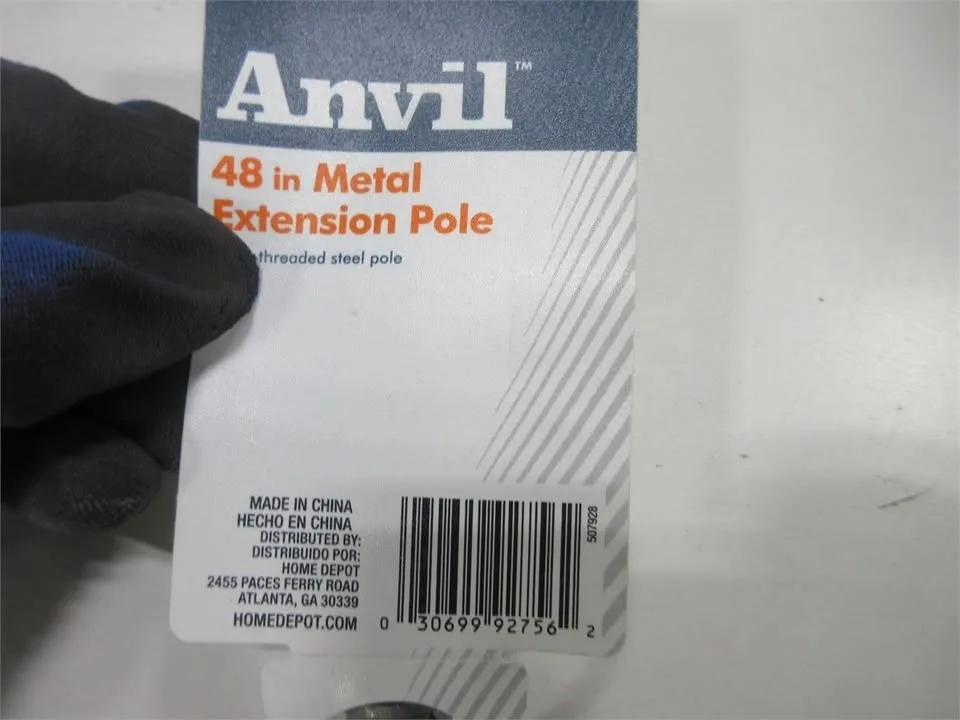 Anvil™
48 in Metal
Extension Pole
threaded steel pole
MADE IN CHINA
HECHO EN CHINA
DISTRIBUTED BY:
DISTRIBUIDO POR:
HOME DEPOT
2455 PACES FERRY ROAD
ATLANTA, GA 30339
HOMEDEPOT.COM
507928
0 30699 92756 2